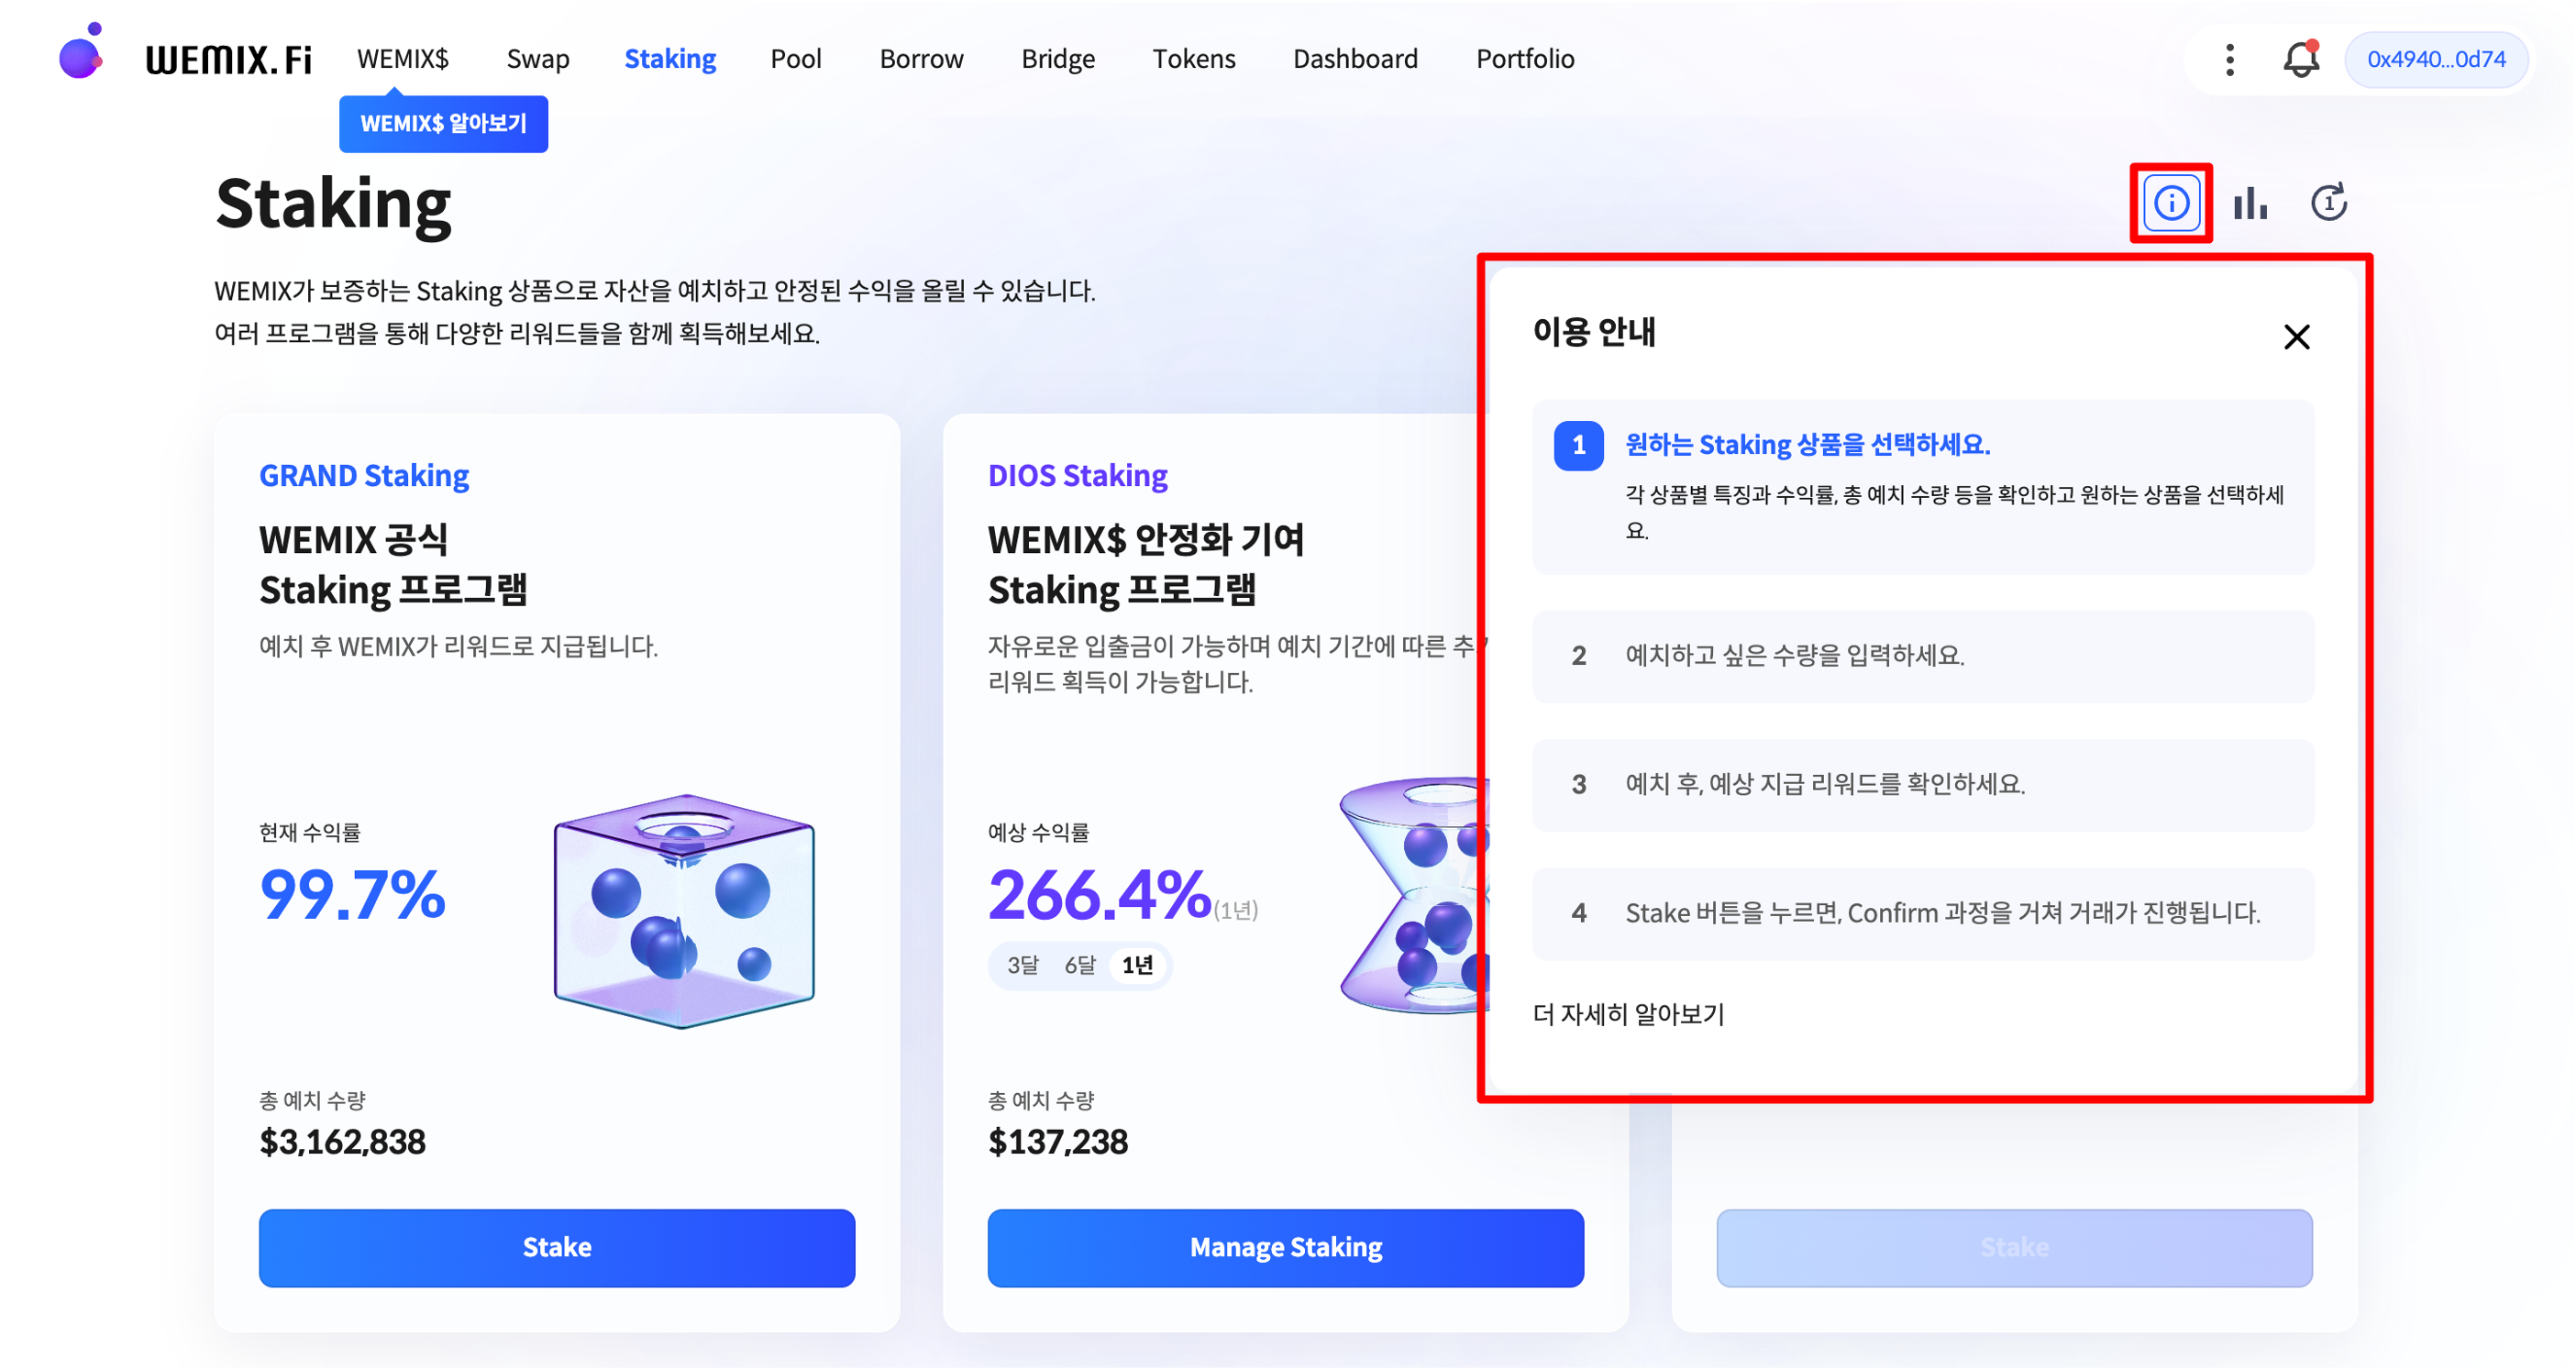 WEMIX.Fi
WEMIX$ Swap Staking Pool Borrow Bridge Tokens Dashboard Portfolio
0x4940...0d74
WEMIX$ 알아보기
Staking
1
WEMIX가 보증하는 Staking 상품으로 자산을 예치하고 안정된 수익을 올릴 수 있습니다.
여러 프로그램을 통해 다양한 리워드들을 함께 획득해보세요.
GRAND Staking
WEMIX 공식
Staking 프로그램
예치 후 WEMIX가 리워드로 지급됩니다.
현재 수익률
99.7%
총 예치 수량
$3,162,838
Stake
DIOS Staking
WEMIX$ 안정화 기여
Staking 프로그램
자유로운 입출금이 가능하며 예치 기간에 따른
리워드 획득이 가능합니다.
예상 수익률
266.4%(1년)
3달 6달 1년
총 예치 수량
$137,238
Manage Staking
이용 안내
1 원하는 Staking 상품을 선택하세요.
각 상품별 특징과 수익률, 총 예치 수량 등을 확인하고 원하는 상품을 선택하세
요.
2 예치하고 싶은 수량을 입력하세요.
3 예치 후, 예상 지급 리워드를 확인하세요.
4 Stake 버튼을 누르면, Confirm 과정을 거쳐 거래가 진행됩니다.
더 자세히 알아보기
Stake